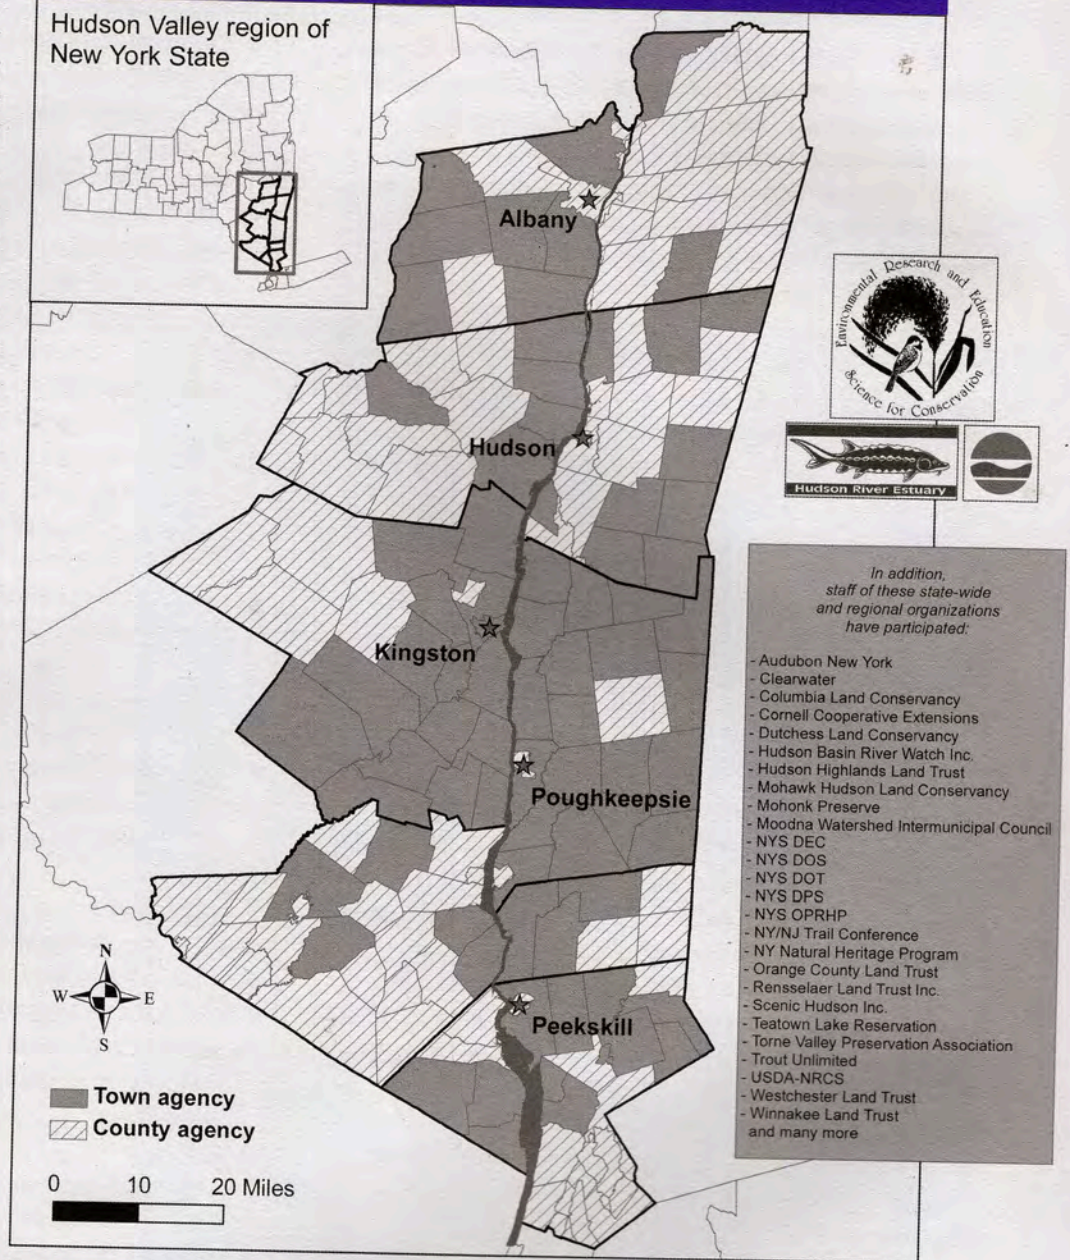 Hudson Valley region of
New York State
Albany
Hudson
Kingston
Poughkeepsie
Peekskill
N
W
E
S
Town agency
County agency
0 10 20 Miles
Environmental Research and Education
Science for Conservation
Hudson River Estuary
In addition,
staff of these state-wide
and regional organizations
have participated:
- Audubon New York
- Clearwater
- Columbia Land Conservancy
- Cornell Cooperative Extensions
- Dutchess Land Conservancy
- Hudson Basin River Watch Inc.
- Hudson Highlands Land Trust
- Mohawk Hudson Land Conservancy
- Mohonk Preserve
- Moodna Watershed Intermunicipal Council
- NYS DEC
- NYS DOS
- NYS DOT
- NYS DPS
- NYS OPRHP
- NY/NJ Trail Conference
- NY Natural Heritage Program
- Orange County Land Trust
- Rensselaer Land Trust Inc.
- Scenic Hudson Inc.
- Teatown Lake Reservation
- Torne Valley Preservation Association
- Trout Unlimited
- USDA-NRCS
- Westchester Land Trust
- Winnakee Land Trust
and many more